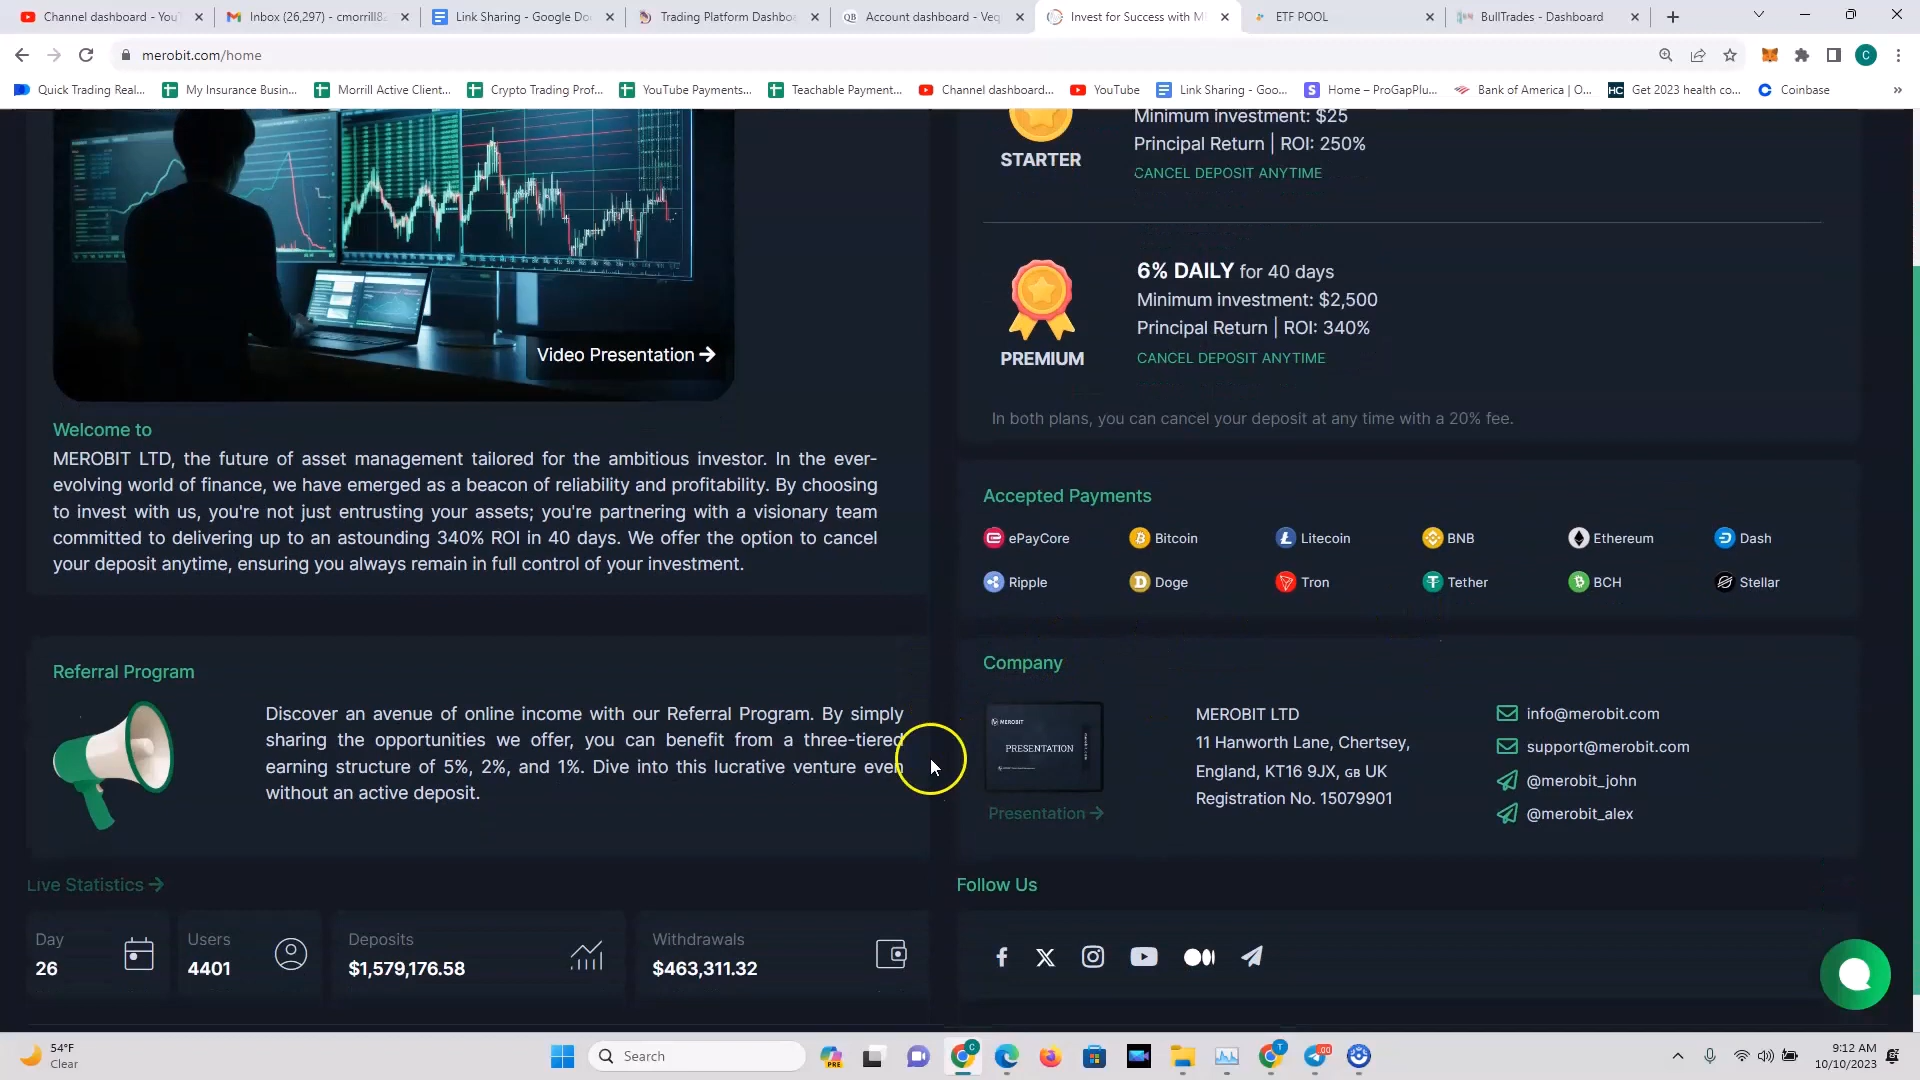 Channel dashboard - You
Inbox (26,297) - cmorrill8
Link Sharing - Google Do
Trading Platform Dashbo
Account dashboard - Veq
Invest for Success with M
ETF POOL
BullTrades - Dashboard
merobit.com/home
C
Quick Trading Real...
My Insurance Busin...
Morrill Active Client...
Crypto Trading Prof...
YouTube Payments...
Teachable Payment...
Channel dashboard...
YouTube
Link Sharing - Goo...
Home – ProGapPlu...
Bank of America | O...
HC Get 2023 health co...
Coinbase
»
STARTER
Minimum investment: $25
Principal Return | ROI: 250%
CANCEL DEPOSIT ANYTIME
PREMIUM
6% DAILY for 40 days
Minimum investment: $2,500
Principal Return | ROI: 340%
CANCEL DEPOSIT ANYTIME
In both plans, you can cancel your deposit at any time with a 20% fee.
Video Presentation →
Welcome to
MEROBIT LTD, the future of asset management tailored for the ambitious investor. In the ever-
evolving world of finance, we have emerged as a beacon of reliability and profitability. By choosing
to invest with us, you're not just entrusting your assets; you're partnering with a visionary team
committed to delivering up to an astounding 340% ROI in 40 days. We offer the option to cancel
your deposit anytime, ensuring you always remain in full control of your investment.
Accepted Payments
ePayCore Bitcoin Litecoin BNB Ethereum Dash
Ripple Doge Tron Tether BCH Stellar
Referral Program
Discover an avenue of online income with our Referral Program. By simply
sharing the opportunities we offer, you can benefit from a three-tiered
earning structure of 5%, 2%, and 1%. Dive into this lucrative venture even
without an active deposit.
Company
MEROBIT
PRESENTATION
Presentation →
MEROBIT LTD
11 Hanworth Lane, Chertsey,
England, KT16 9JX, GB UK
Registration No. 15079901
info@merobit.com
support@merobit.com
@merobit_john
@merobit_alex
Live Statistics →
Day
26
Users
4401
Deposits
$1,579,176.58
Withdrawals
$463,311.32
Follow Us
54°F
Clear
Search
PRE
9:12 AM
10/10/2023